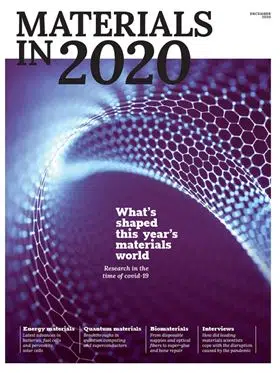 MATERIALS
IN 2020
DECEMBER
2020
What's
shaped
this year's
materials
world
Research in the
time of covid-19
Energy materials
Latest advances in
batteries, fuel cells
and perovskite
solar cells
Quantum materials
Breakthroughs in
quantum computing
and superconductors
Biomaterials
From disposable
nappies and optical
fibers to super-glue
and bone repair
Interviews
How did leading
materials scientists
cope with the disruption
caused by the pandemic